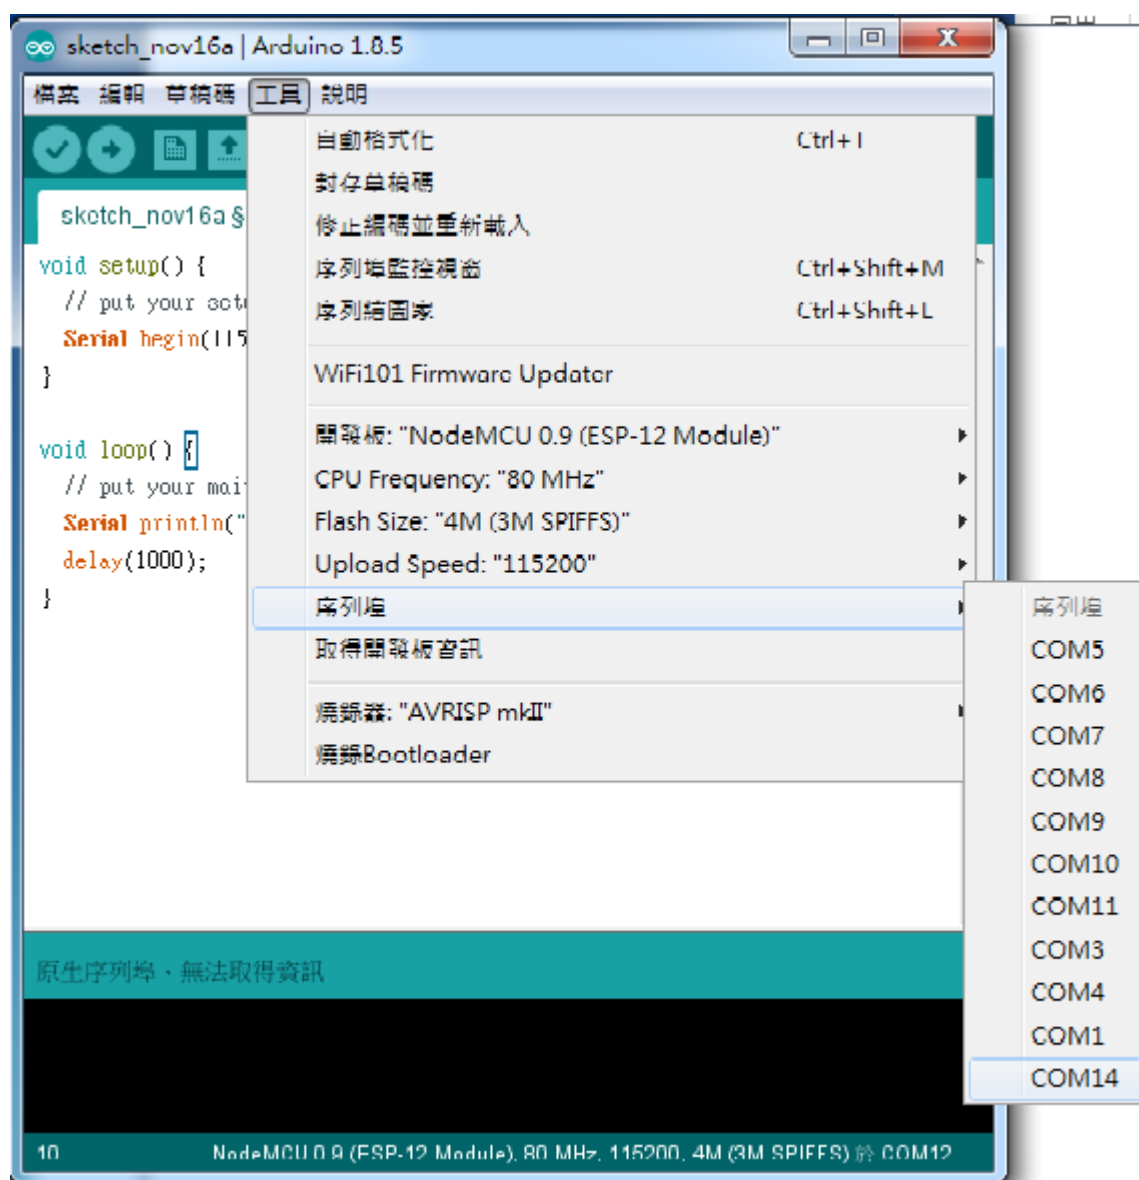 sketch_nov16a | Arduino 1.8.5
檔案 編輯 草稿碼 工具 說明
自動格式化 Ctrl+T
封存草稿碼
sketch_nov16a §
修正編碼並重新載入
void setup() {
序列埠監控視窗 Ctrl+Shift+M
// put your setu
序列繪圖家 Ctrl+Shift+L
Serial begin(115
}
WiFi101 Firmware Updater
開發板: "NodeMCU 0.9 (ESP-12 Module)"
void loop() {
CPU Frequency: "80 MHz"
// put your mai
Flash Size: "4M (3M SPIFFS)"
Serial println("
Upload Speed: "115200"
delay(1000);
序列埠
}
取得開發板資訊
燒錄器: "AVRISP mkII"
燒錄Bootloader
序列埠
COM5
COM6
COM7
COM8
COM9
COM10
COM11
COM3
COM4
COM1
COM14
原生序列埠、無法取得資訊
10 NodeMCU 0.9 (ESP-12 Module), 80 MHz, 115200, 4M (3M SPIFFS) 於 COM12